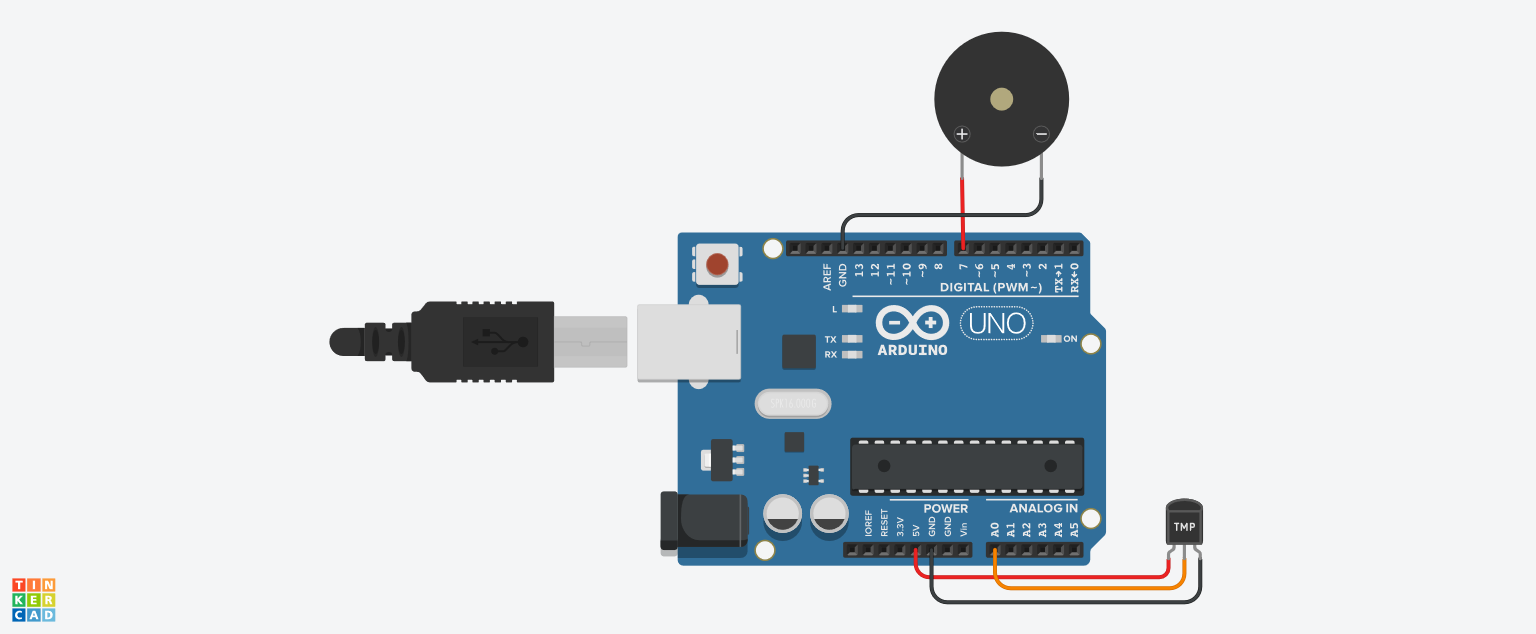 + −
AREF
GND
13
12
~11
~10
~9
8
7
~6
~5
4
~3
2
TX→1
RX←0
DIGITAL (PWM~)
L
TX
RX
UNO
ON
ARDUINO
SPK16.000G
POWER
ANALOG IN
IOREF
RESET
3.3V
5V
GND
GND
Vin
A0
A1
A2
A3
A4
A5
TMP
TIN
KER
CAD